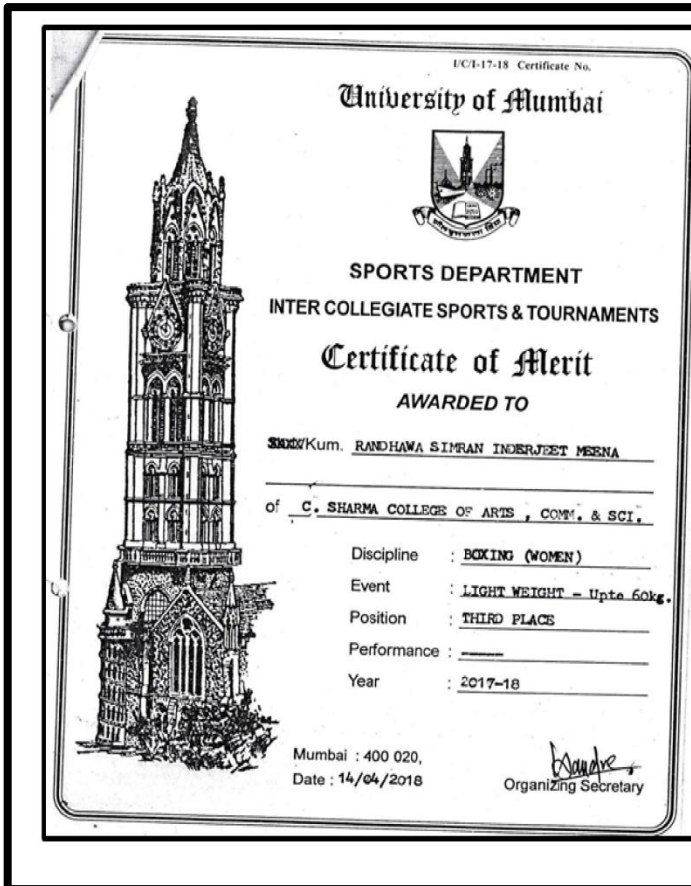 I/C/I-17-18 Certificate No.
University of Mumbai
SPORTS DEPARTMENT
INTER COLLEGIATE SPORTS & TOURNAMENTS
Certificate of Merit
AWARDED TO
/Kum. RANDHAWA SIMRAN INDERJEET MEENA
of C. SHARMA COLLEGE OF ARTS , COMM. & SCI.
Discipline : BOXING (WOMEN)
Event : LIGHT WEIGHT - Upto 60kg.
Position : THIRD PLACE
Performance : -----
Year : 2017-18
Mumbai : 400 020,
Date : 14/04/2018
Organizing Secretary